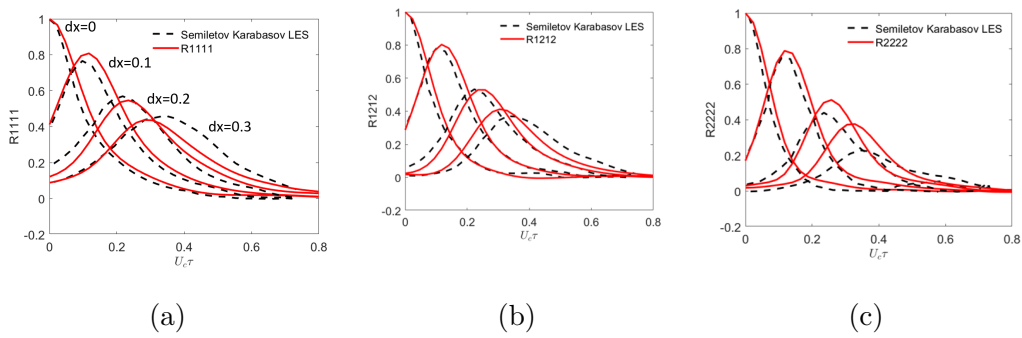 1
0.8
0.6
0.4
0.2
0
-0.2
R1111
dx=0
dx=0.1
dx=0.2
dx=0.3
Semiletov Karabasov LES
R1111
0 0.2 0.4 0.6 0.8
U_cτ
(a)
1
0.8
0.6
0.4
0.2
0
-0.2
R1212
Semiletov Karabasov LES
R1212
0 0.2 0.4 0.6 0.8
U_cτ
(b)
1
0.8
0.6
0.4
0.2
0
-0.2
R2222
Semiletov Karabasov LES
R2222
0 0.2 0.4 0.6 0.8
U_cτ
(c)